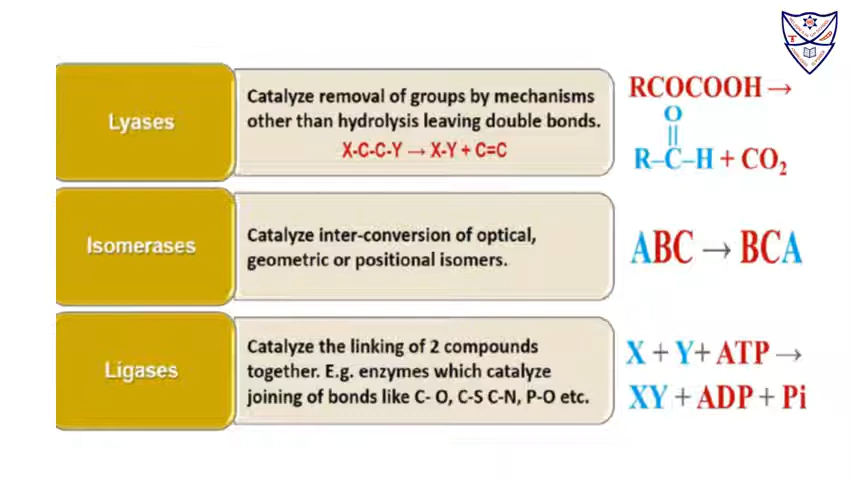 Lyases
Catalyze removal of groups by mechanisms
other than hydrolysis leaving double bonds.
X-C-C-Y → X-Y + C=C
RCOCOOH →
O
||
R–C–H + CO₂
Isomerases
Catalyze inter-conversion of optical,
geometric or positional isomers.
ABC → BCA
Ligases
Catalyze the linking of 2 compounds
together. E.g. enzymes which catalyze
joining of bonds like C- O, C-S C-N, P-O etc.
X + Y+ ATP →
XY + ADP + Pi